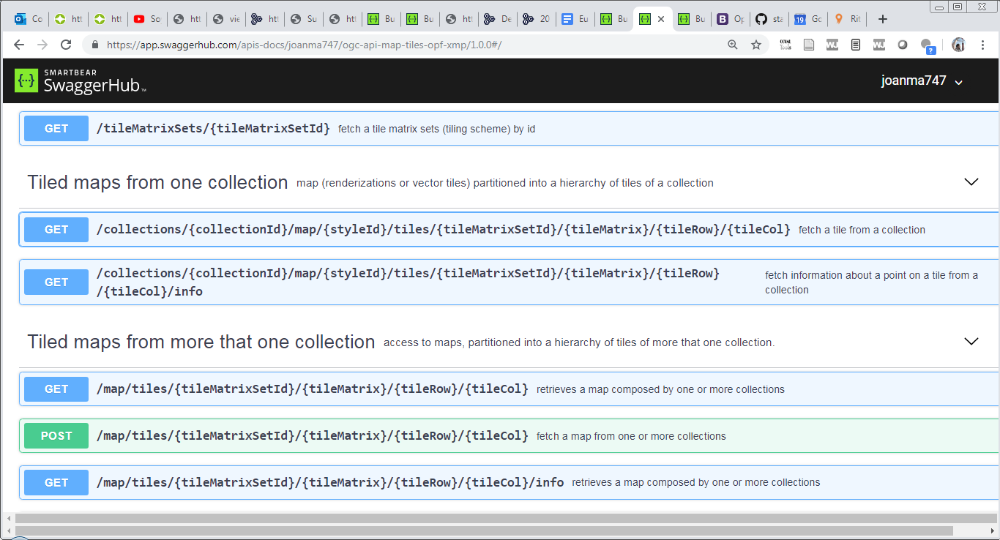 Co htt htt So htt vie htt Su htt Bu Bu htt De 20 Eu Bu Bu Op sta Gc Rit
https://app.swaggerhub.com/apis-docs/joanma747/ogc-api-map-tiles-opf-xmp/1.0.0#/
SMARTBEAR
SwaggerHub™
joanma747
GET /tileMatrixSets/{tileMatrixSetId} fetch a tile matrix sets (tiling scheme) by id
Tiled maps from one collection map (renderizations or vector tiles) partitioned into a hierarchy of tiles of a collection
GET /collections/{collectionId}/map/{styleId}/tiles/{tileMatrixSetId}/{tileMatrix}/{tileRow}/{tileCol} fetch a tile from a collection
GET /collections/{collectionId}/map/{styleId}/tiles/{tileMatrixSetId}/{tileMatrix}/{tileRow}
/{tileCol}/info
fetch information about a point on a tile from a
collection
Tiled maps from more that one collection access to maps, partitioned into a hierarchy of tiles of more that one collection.
GET /map/tiles/{tileMatrixSetId}/{tileMatrix}/{tileRow}/{tileCol} retrieves a map composed by one or more collections
POST /map/tiles/{tileMatrixSetId}/{tileMatrix}/{tileRow}/{tileCol} fetch a map from one or more collections
GET /map/tiles/{tileMatrixSetId}/{tileMatrix}/{tileRow}/{tileCol}/info retrieves a map composed by one or more collections